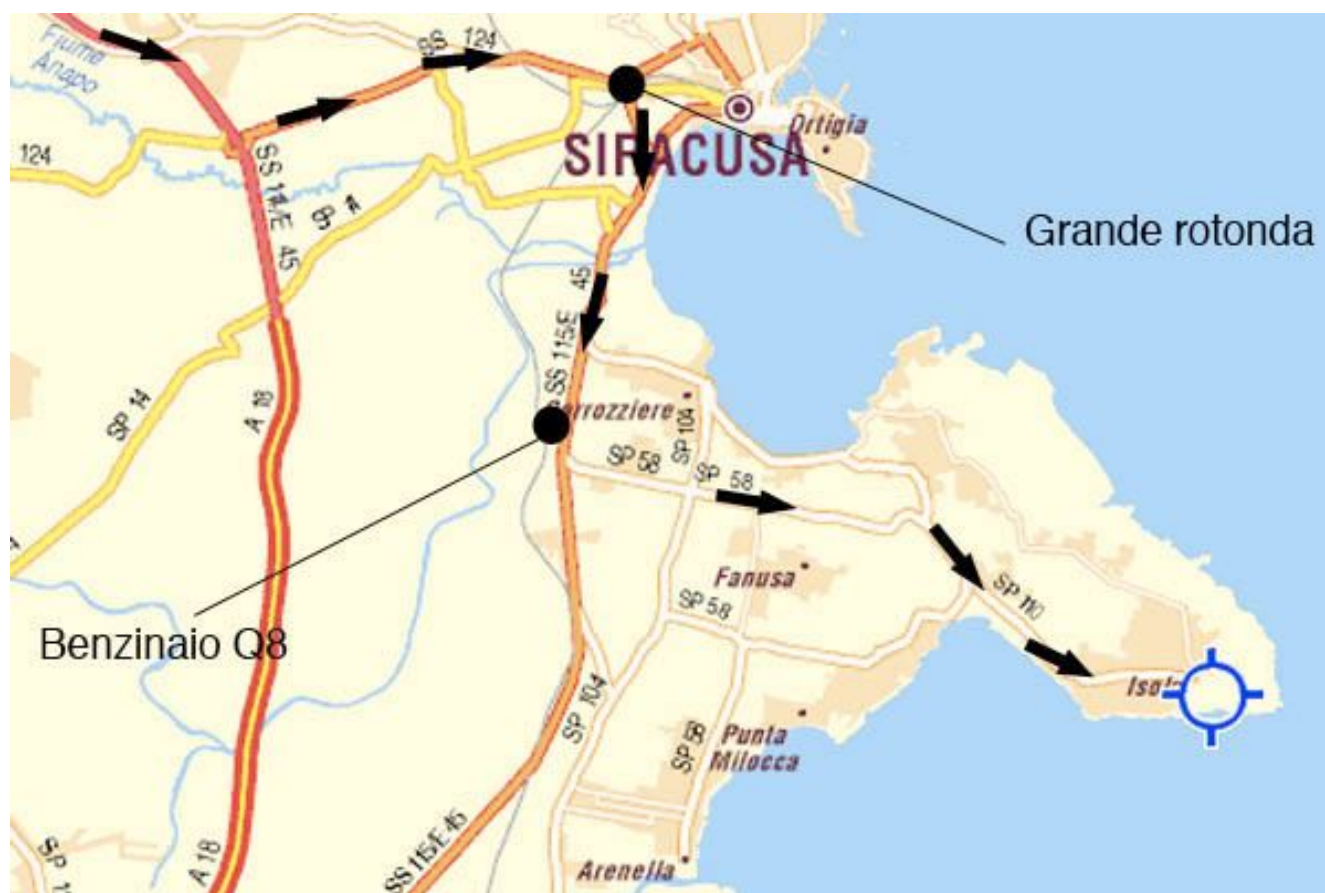 Fiume
Anapo
SS 124
124
SS 114/E 45
SIRACUSA
Ortigia
Grande rotonda
SP 14
SS 115/E 45
SP 14
A 18
SP 104
SP 58
SP 58
Benzinaio Q8
Fanusa
SP 58
SP 110
SP 104
Punta
Milocca
SP 58
A 18
SS 115/E 45
Arenella